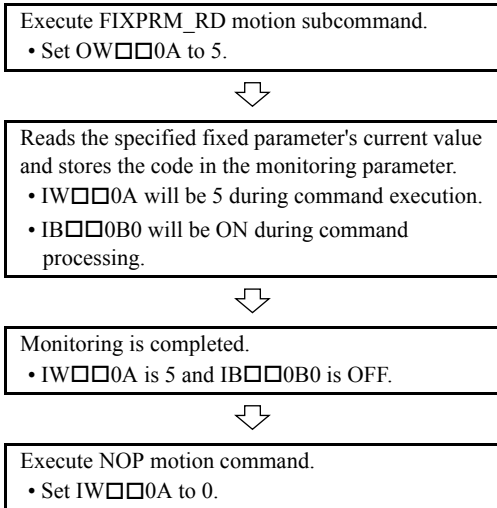 Execute FIXPRM_RD motion subcommand.
• Set OW□□0A to 5.
Reads the specified fixed parameter's current value
and stores the code in the monitoring parameter.
• IW□□0A will be 5 during command execution.
• IB□□0B0 will be ON during command
processing.
Monitoring is completed.
• IW□□0A is 5 and IB□□0B0 is OFF.
Execute NOP motion command.
• Set IW□□0A to 0.